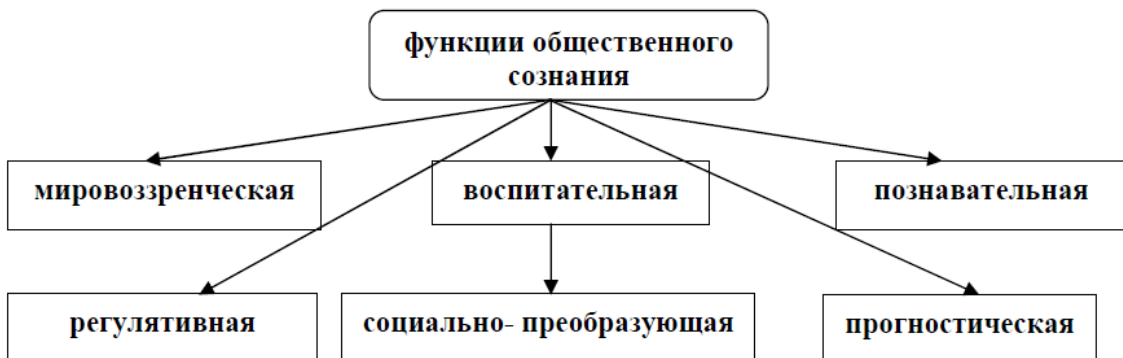 функции общественного
сознания
мировоззренческая
воспитательная
познавательная
регулятивная
социально- преобразующая
прогностическая